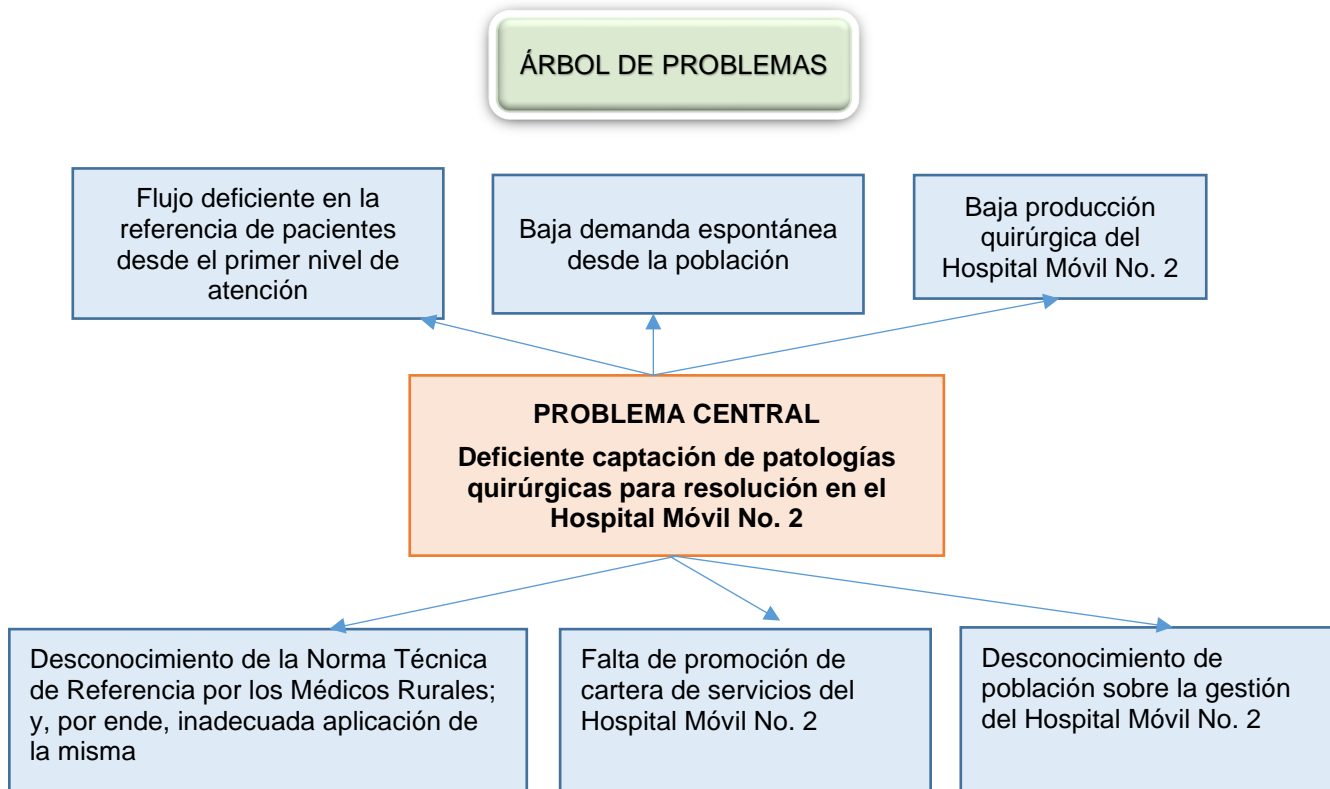 ÁRBOL DE PROBLEMAS
Flujo deficiente en la
referencia de pacientes
desde el primer nivel de
atención
Baja demanda espontánea
desde la población
Baja producción
quirúrgica del
Hospital Móvil No. 2
PROBLEMA CENTRAL
Deficiente captación de patologías
quirúrgicas para resolución en el
Hospital Móvil No. 2
Desconocimiento de la Norma Técnica
de Referencia por los Médicos Rurales;
y, por ende, inadecuada aplicación de
la misma
Falta de promoción de
cartera de servicios del
Hospital Móvil No. 2
Desconocimiento de
población sobre la gestión
del Hospital Móvil No. 2